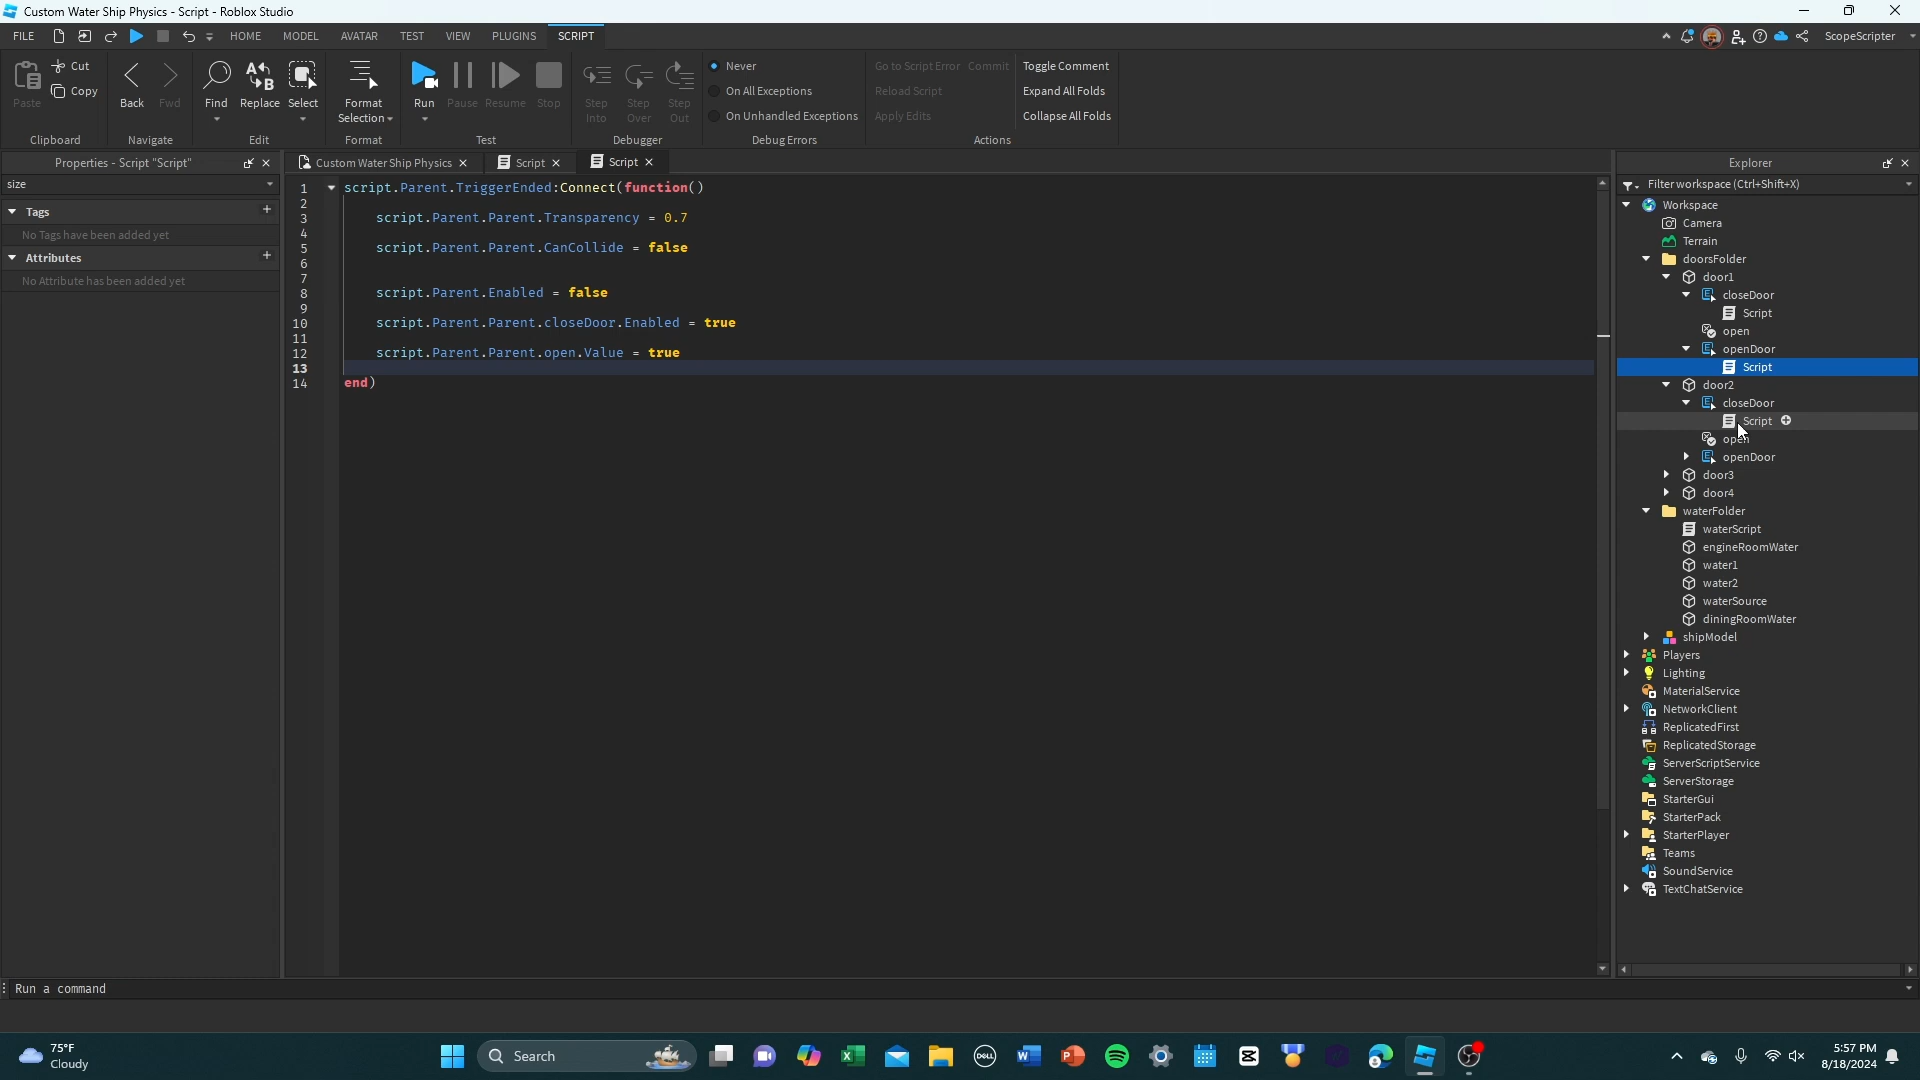 Custom Water Ship Physics - Script - Roblox Studio
FILE HOME MODEL AVATAR TEST VIEW PLUGINS SCRIPT ScopeScripter
Paste Cut Copy Clipboard
Back Fwd Navigate
Find Replace Select Edit
Format Selection Format
Run Pause Resume Stop Test
Step Into Step Over Step Out Debugger
Never
On All Exceptions
On Unhandled Exceptions
Debug Errors
Go to Script Error Commit
Reload Script
Apply Edits
Toggle Comment
Expand All Folds
Collapse All Folds
Actions
Properties - Script "Script"
size
Tags
No Tags have been added yet
Attributes
No Attribute has been added yet
Custom Water Ship Physics Script Script
1 script.Parent.TriggerEnded:Connect(function()
2
3 script.Parent.Parent.Transparency = 0.7
4
5 script.Parent.Parent.CanCollide = false
6
7
8 script.Parent.Enabled = false
9
10 script.Parent.Parent.closeDoor.Enabled = true
11
12 script.Parent.Parent.open.Value = true
13
14 end)
Explorer
Filter workspace (Ctrl+Shift+X)
Workspace
Camera
Terrain
doorsFolder
door1
closeDoor
Script
open
openDoor
Script
door2
closeDoor
Script
open
openDoor
door3
door4
waterFolder
waterScript
engineRoomWater
water1
water2
waterSource
diningRoomWater
shipModel
Players
Lighting
MaterialService
NetworkClient
ReplicatedFirst
ReplicatedStorage
ServerScriptService
ServerStorage
StarterGui
StarterPack
StarterPlayer
Teams
SoundService
TextChatService
Run a command
75°F
Cloudy
Search
DELL
5:57 PM
8/18/2024